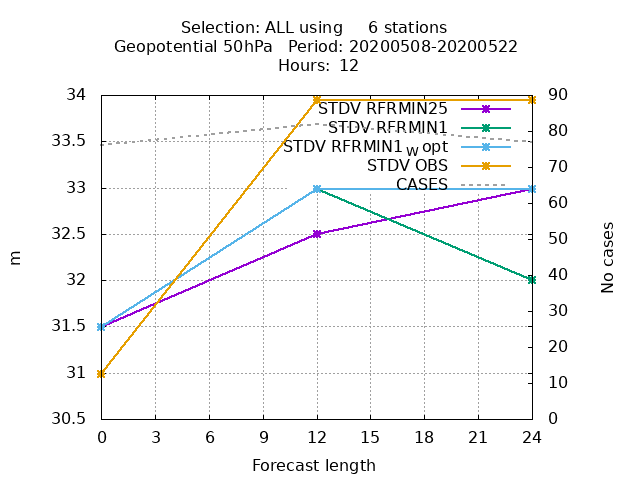 Selection: ALL using 6 stations
Geopotential 50hPa Period: 20200508-20200522
Hours: 12
34
33.5
33
32.5
32
31.5
31
30.5
m
90
80
70
60
50
40
30
20
10
0
No cases
STDV RFRMIN25
STDV RFRMIN1
STDV RFRMIN1w opt
STDV OBS
CASES
0 3 6 9 12 15 18 21 24
Forecast length